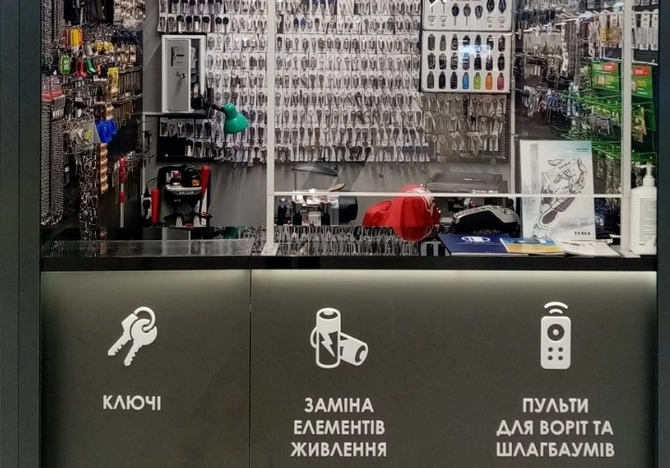 КЛЮЧІ
ЗАМІНА
ЕЛЕМЕНТІВ
ЖИВЛЕННЯ
ПУЛЬТИ
ДЛЯ ВОРІТ ТА
ШЛАГБАУМІВ